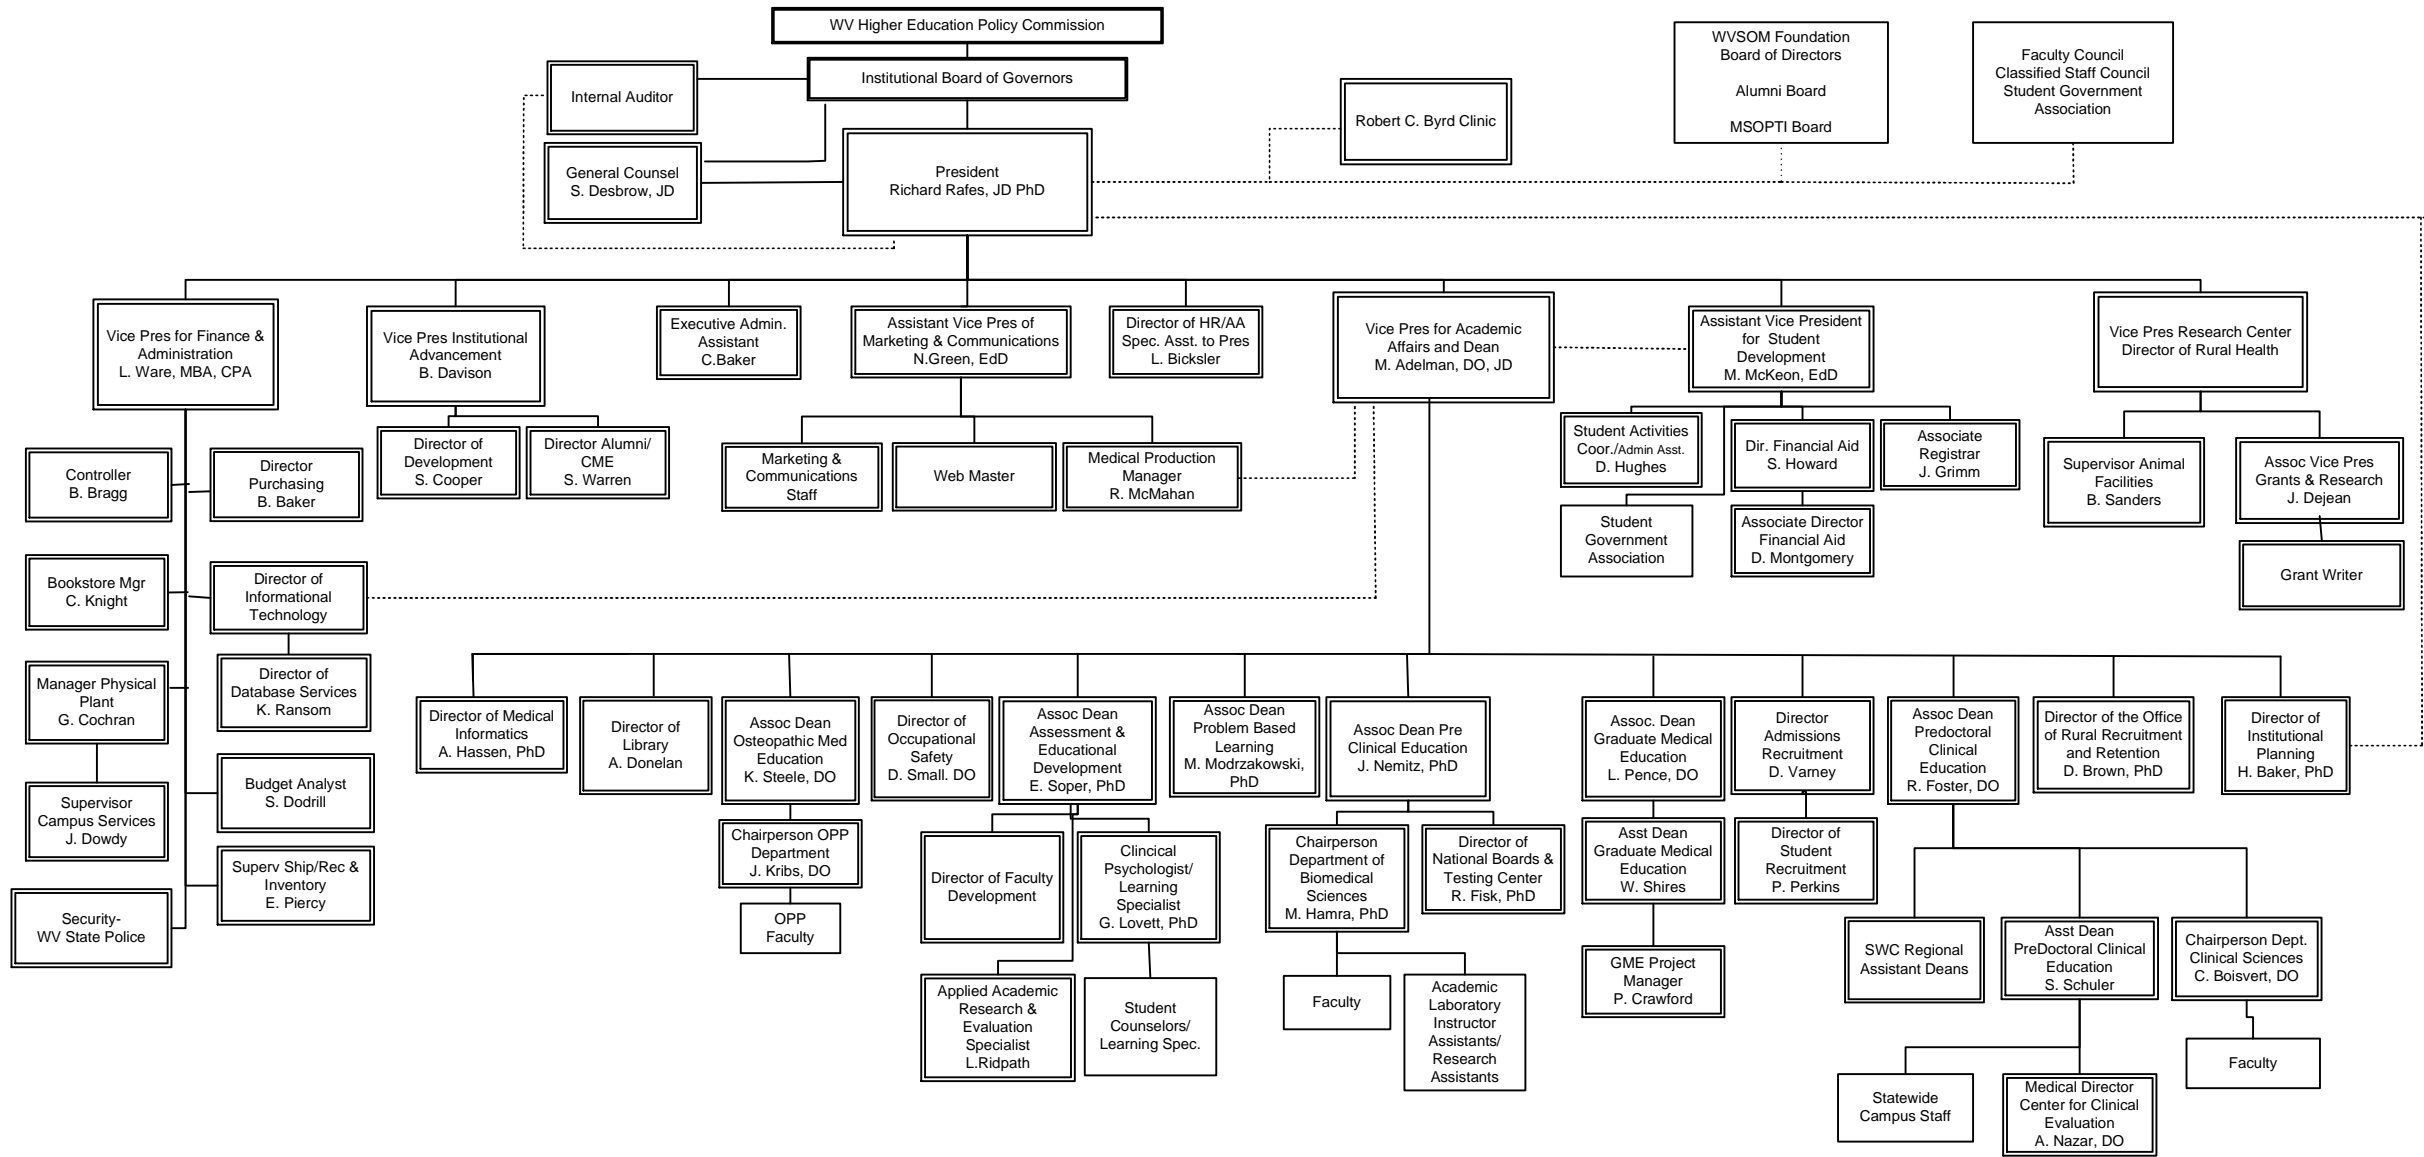 WV Higher Education Policy Commission
Institutional Board of Governors
Internal Auditor
General Counsel
S. Desbrow, JD
President
Richard Rafes, JD PhD
Robert C. Byrd Clinic
WVSOM Foundation
Board of Directors
Alumni Board
MSOPTI Board
Faculty Council
Classified Staff Council
Student Government
Association
Vice Pres for Finance &
Administration
L. Ware, MBA, CPA
Vice Pres Institutional
Advancement
B. Davison
Executive Admin.
Assistant
C.Baker
Assistant Vice Pres of
Marketing & Communications
N.Green, EdD
Director of HR/AA
Spec. Asst. to Pres
L. Bicksler
Vice Pres for Academic
Affairs and Dean
M. Adelman, DO, JD
Assistant Vice President
for Student
Development
M. McKeon, EdD
Vice Pres Research Center
Director of Rural Health
Controller
B. Bragg
Director
Purchasing
B. Baker
Director of
Development
S. Cooper
Director Alumni/
CME
S. Warren
Marketing &
Communications
Staff
Web Master
Medical Production
Manager
R. McMahan
Student Activities
Coor./Admin Asst.
D. Hughes
Dir. Financial Aid
S. Howard
Associate
Registrar
J. Grimm
Supervisor Animal
Facilities
B. Sanders
Assoc Vice Pres
Grants & Research
J. Dejean
Student
Government
Association
Associate Director
Financial Aid
D. Montgomery
Grant Writer
Bookstore Mgr
C. Knight
Director of
Informational
Technology
Manager Physical
Plant
G. Cochran
Director of
Database Services
K. Ransom
Supervisor
Campus Services
J. Dowdy
Budget Analyst
S. Dodrill
Security-
WV State Police
Superv Ship/Rec &
Inventory
E. Piercy
Director of Medical
Informatics
A. Hassen, PhD
Director of
Library
A. Donelan
Assoc Dean
Osteopathic Med
Education
K. Steele, DO
Director of
Occupational
Safety
D. Small. DO
Assoc Dean
Assessment &
Educational
Development
E. Soper, PhD
Assoc Dean
Problem Based
Learning
M. Modrzakowski,
PhD
Assoc Dean Pre
Clinical Education
J. Nemitz, PhD
Assoc. Dean
Graduate Medical
Education
L. Pence, DO
Director
Admissions
Recruitment
D. Varney
Assoc Dean
Predoctoral
Clinical
Education
R. Foster, DO
Director of the Office
of Rural Recruitment
and Retention
D. Brown, PhD
Director of
Institutional
Planning
H. Baker, PhD
Chairperson OPP
Department
J. Kribs, DO
OPP
Faculty
Director of Faculty
Development
Clincical
Psychologist/
Learning
Specialist
G. Lovett, PhD
Applied Academic
Research &
Evaluation
Specialist
L.Ridpath
Student
Counselors/
Learning Spec.
Chairperson
Department of
Biomedical
Sciences
M. Hamra, PhD
Director of
National Boards &
Testing Center
R. Fisk, PhD
Faculty
Academic
Laboratory
Instructor
Assistants/
Research
Assistants
Asst Dean
Graduate Medical
Education
W. Shires
GME Project
Manager
P. Crawford
Director of
Student
Recruitment
P. Perkins
SWC Regional
Assistant Deans
Asst Dean
PreDoctoral Clinical
Education
S. Schuler
Chairperson Dept.
Clinical Sciences
C. Boisvert, DO
Statewide
Campus Staff
Medical Director
Center for Clinical
Evaluation
A. Nazar, DO
Faculty